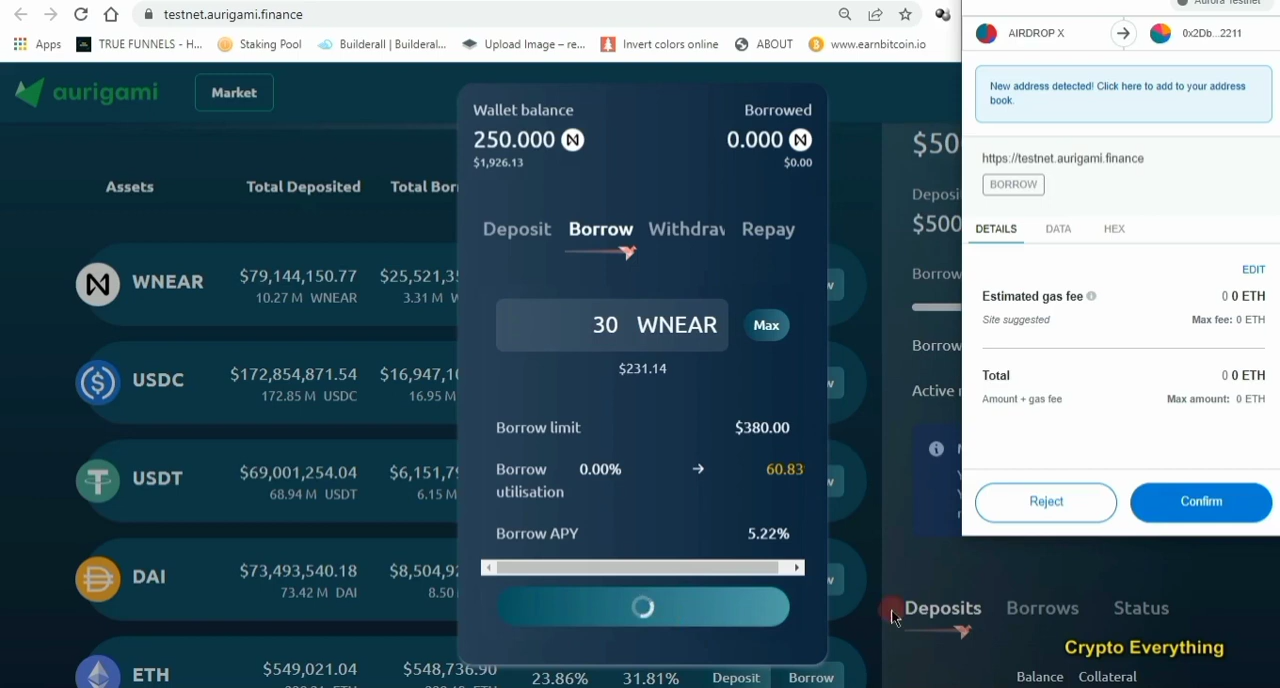 testnet.aurigami.finance
Apps
TRUE FUNNELS - H...
Staking Pool
Builderall | Builderal...
Upload Image – re...
Invert colors online
ABOUT
www.earnbitcoin.io
aurigami
Market
Assets
Total Deposited
WNEAR
$79,144,150.77
10.27 M WNEAR
3.31 M
USDC
$172,854,871.54
172.85 M USDC
16.95 M
USDT
$69,001,254.04
68.94 M USDT
6.15 M
DAI
$73,493,540.18
73.42 M DAI
8.50
ETH
$549,021.04
$548,736.90
23.86%
31.81%
Deposit
Borrow
Wallet balance
Borrowed
250.000
0.000
$1,926.13
$0.00
Deposit
Borrow
Withdraw
Repay
30 WNEAR
Max
$231.14
Borrow limit
$380.00
Borrow utilisation
0.00%
→
60.83
Borrow APY
5.22%
Deposits
Borrows
Status
Balance
Collateral
Crypto Everything
Aurora Testnet
AIRDROP X
0x2Db...2211
New address detected! Click here to add to your address
book.
https://testnet.aurigami.finance
BORROW
DETAILS
DATA
HEX
EDIT
Estimated gas fee
0 0 ETH
Site suggested
Max fee: 0 ETH
Total
0 0 ETH
Amount + gas fee
Max amount: 0 ETH
Reject
Confirm